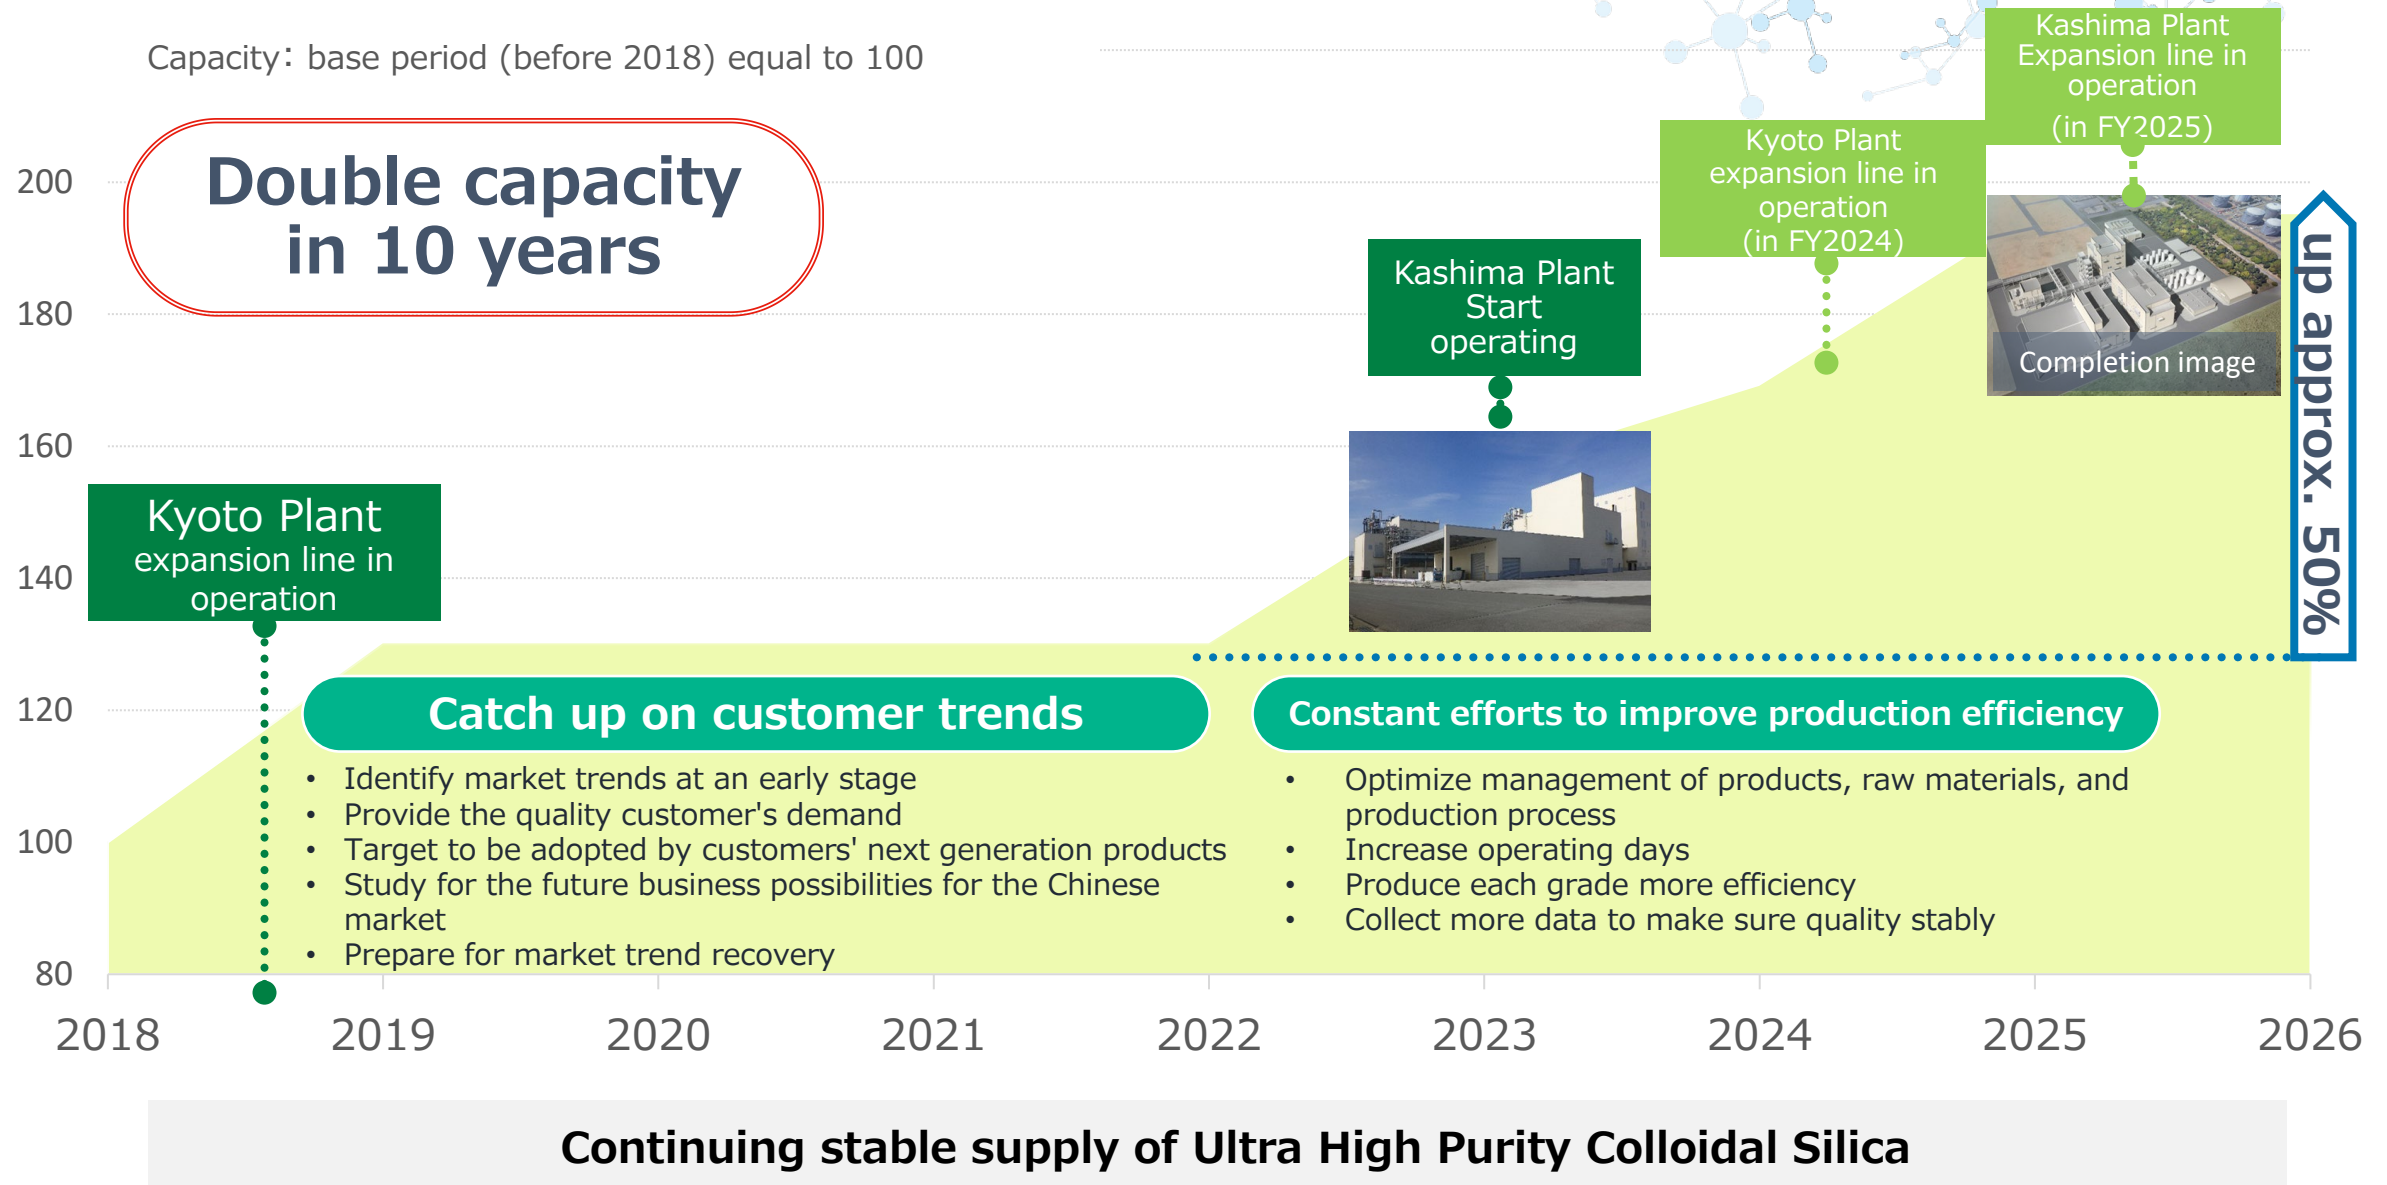 Capacity: base period (before 2018) equal to 100
Double capacity
in 10 years
Kashima Plant
Expansion line in
operation
(in FY2025)
Kyoto Plant
expansion line in
operation
(in FY2024)
Kashima Plant
Start
operating
Completion image
up approx. 50%
Kyoto Plant
expansion line in
operation
200
180
160
140
120
100
80
Catch up on customer trends
• Identify market trends at an early stage
• Provide the quality customer's demand
• Target to be adopted by customers' next generation products
• Study for the future business possibilities for the Chinese
market
• Prepare for market trend recovery
Constant efforts to improve production efficiency
• Optimize management of products, raw materials, and
production process
• Increase operating days
• Produce each grade more efficiency
• Collect more data to make sure quality stably
2018 2019 2020 2021 2022 2023 2024 2025 2026
Continuing stable supply of Ultra High Purity Colloidal Silica